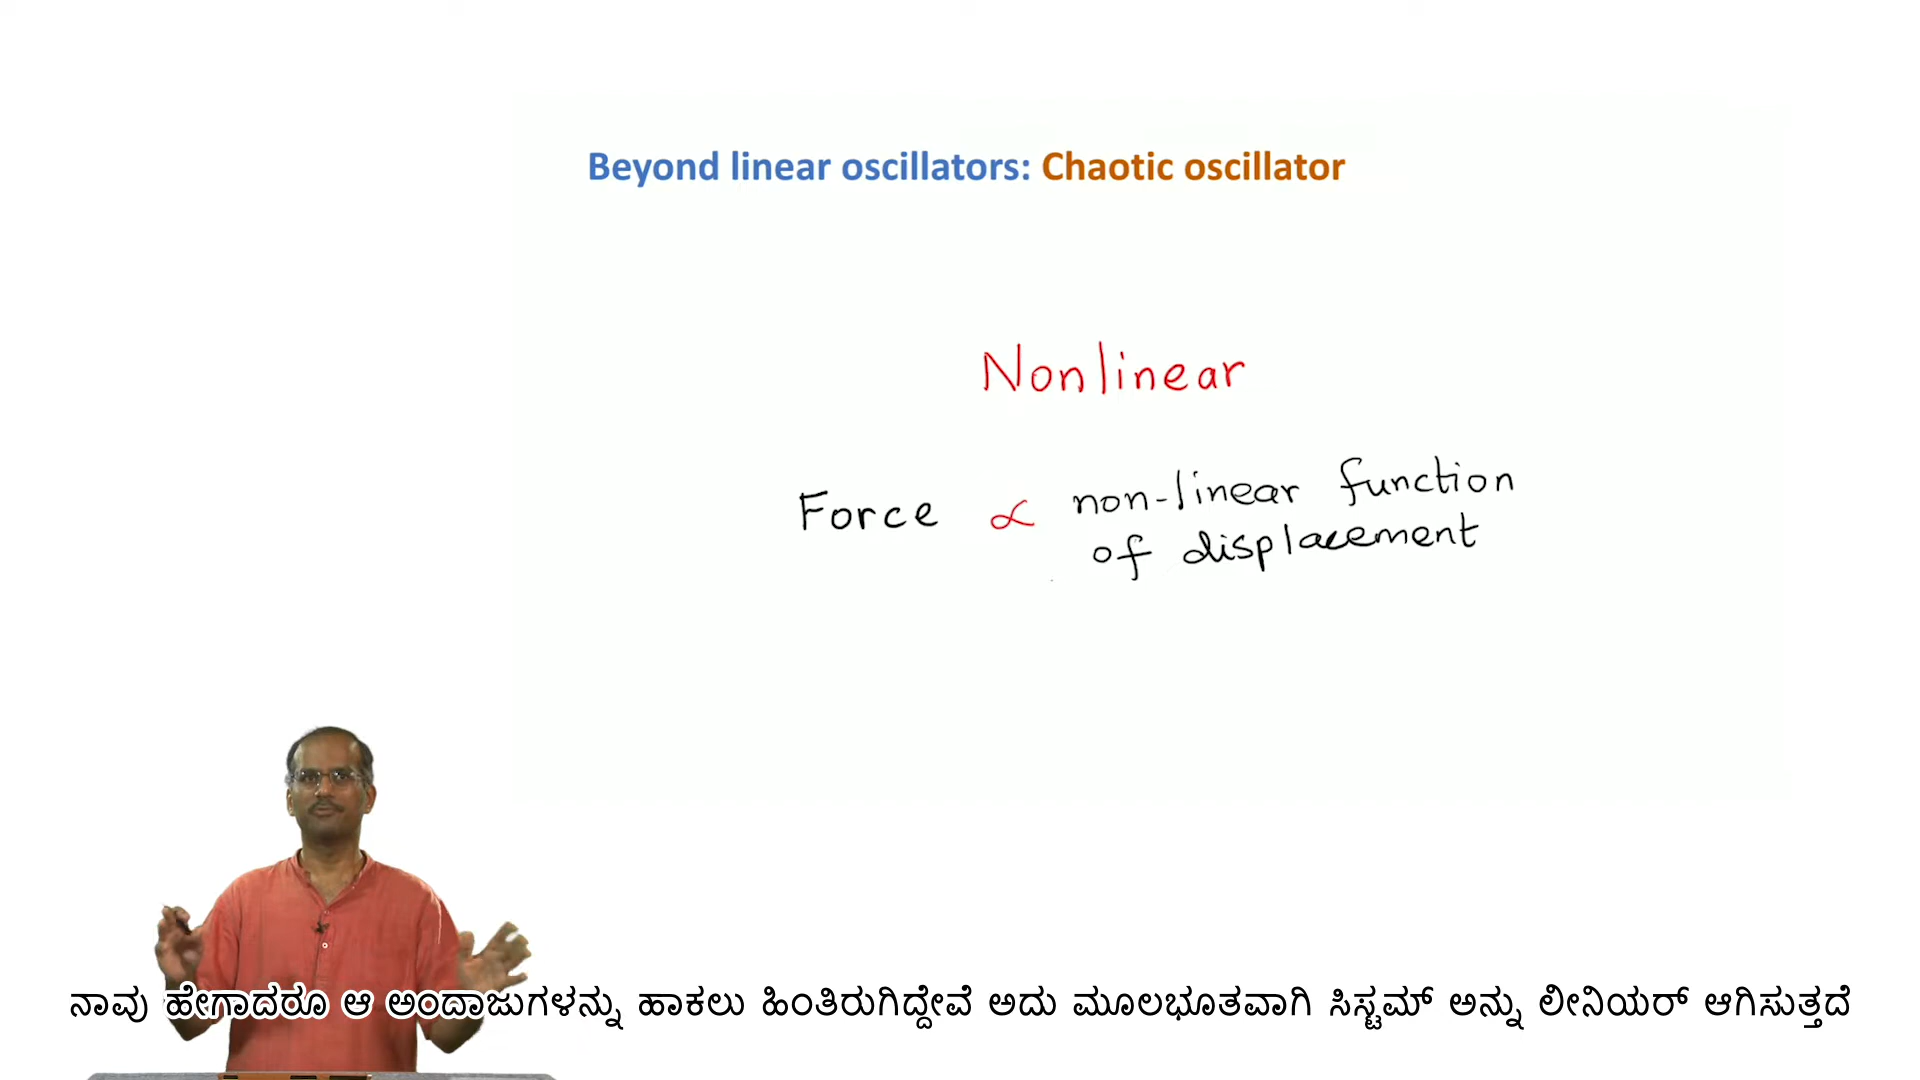 Beyond linear oscillators: Chaotic oscillator
Nonlinear
Force ∝ non-linear function
of displacement
ನಾವು ಹೇಗಾದರೂ ಆ ಅಂದಾಜುಗಳನ್ನು ಹಾಕಲು ಹಿಂತಿರುಗಿದ್ದೇವೆ ಅದು ಮೂಲಭೂತವಾಗಿ ಸಿಸ್ಟಮ್ ಅನ್ನು ಲೀನಿಯರ್ ಆಗಿಸುತ್ತದೆ